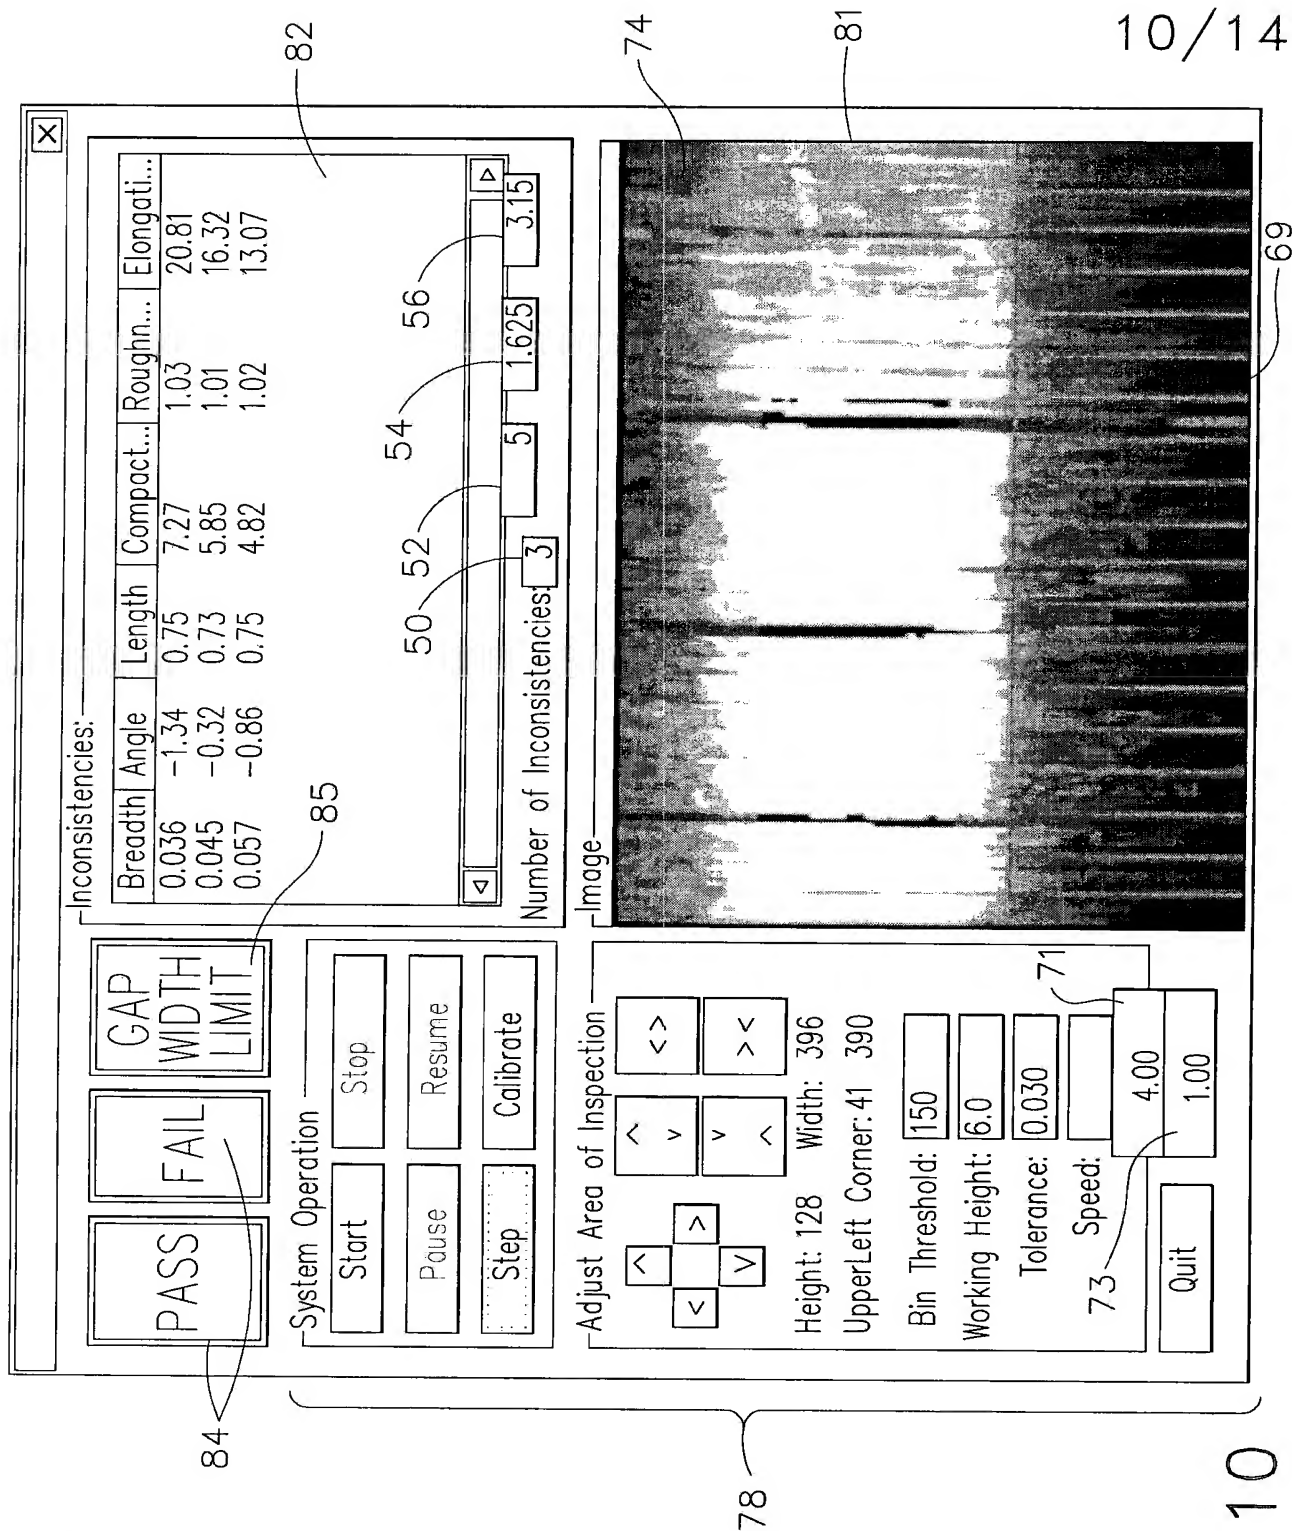 10/14
PASS
FAIL
GAP
WIDTH
LIMIT
84
85
System Operation
Start
Stop
Pause
Resume
Step
Calibrate
Inconsistencies:
Breadth Angle Length Compact... Roughn... Elongati...
0.036 -1.34 0.75 7.27 1.03 20.81
0.045 -0.32 0.73 5.85 1.01 16.32
0.057 -0.86 0.75 4.82 1.02 13.07
82
50
52
54
56
Number of Inconsistencies: 3
5
1.625
3.15
Adjust Area of Inspection
Height: 128 Width: 396
UpperLeft Corner: 41 390
Bin Threshold: 150
Working Height: 6.0
Tolerance: 0.030
Speed:
4.00
1.00
71
73
Quit
78
Image
74
81
69
10